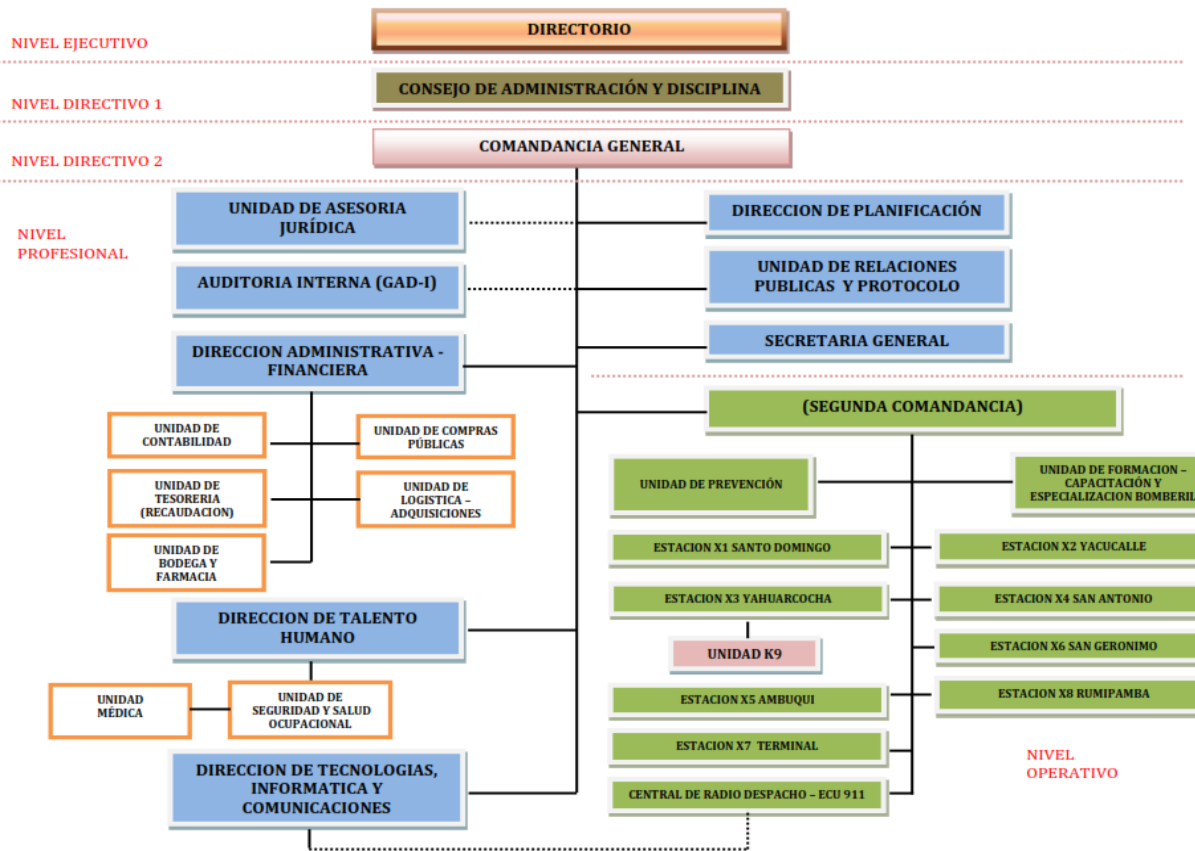 DIRECTORIO
NIVEL EJECUTIVO
CONSEJO DE ADMINISTRACIÓN Y DISCIPLINA
NIVEL DIRECTIVO 1
COMANDANCIA GENERAL
NIVEL DIRECTIVO 2
NIVEL
PROFESIONAL
UNIDAD DE ASESORIA
JURÍDICA
DIRECCION DE PLANIFICACIÓN
AUDITORIA INTERNA (GAD-I)
UNIDAD DE RELACIONES
PUBLICAS Y PROTOCOLO
SECRETARIA GENERAL
DIRECCION ADMINISTRATIVA -
FINANCIERA
UNIDAD DE
CONTABILIDAD
UNIDAD DE COMPRAS
PÚBLICAS
UNIDAD DE
TESORERIA
(RECAUDACION)
UNIDAD DE
LOGISTICA –
ADQUISICIONES
UNIDAD DE
BODEGA Y
FARMACIA
DIRECCION DE TALENTO
HUMANO
UNIDAD
MÉDICA
UNIDAD DE
SEGURIDAD Y SALUD
OCUPACIONAL
DIRECCION DE TECNOLOGIAS,
INFORMATICA Y
COMUNICACIONES
(SEGUNDA COMANDANCIA)
UNIDAD DE PREVENCIÓN
UNIDAD DE FORMACION –
CAPACITACIÓN Y
ESPECIALIZACION BOMBERIL
ESTACION X1 SANTO DOMINGO
ESTACION X2 YACUCALLE
ESTACION X3 YAHUARCOCHA
ESTACION X4 SAN ANTONIO
UNIDAD K9
ESTACION X6 SAN GERONIMO
ESTACION X5 AMBUQUI
ESTACION X8 RUMIPAMBA
ESTACION X7 TERMINAL
NIVEL
OPERATIVO
CENTRAL DE RADIO DESPACHO – ECU 911